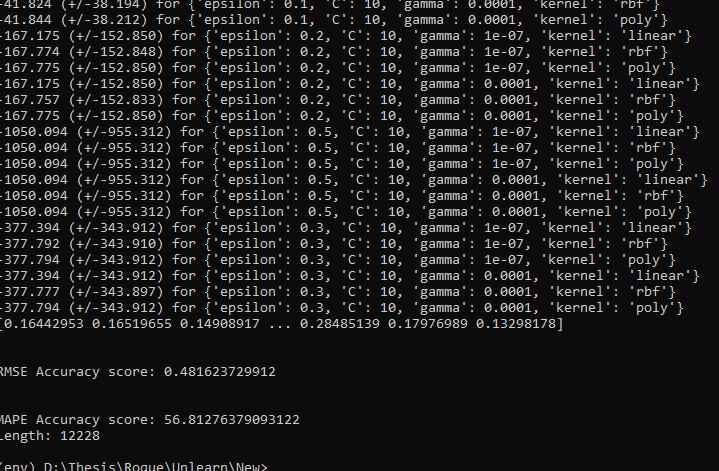 -41.824 (+/-38.194) for {'epsilon': 0.1, 'C': 10, 'gamma': 0.0001, 'kernel': 'rbf'}
-41.844 (+/-38.212) for {'epsilon': 0.1, 'C': 10, 'gamma': 0.0001, 'kernel': 'poly'}
-167.175 (+/-152.850) for {'epsilon': 0.2, 'C': 10, 'gamma': 1e-07, 'kernel': 'linear'}
-167.774 (+/-152.848) for {'epsilon': 0.2, 'C': 10, 'gamma': 1e-07, 'kernel': 'rbf'}
-167.775 (+/-152.850) for {'epsilon': 0.2, 'C': 10, 'gamma': 1e-07, 'kernel': 'poly'}
-167.175 (+/-152.850) for {'epsilon': 0.2, 'C': 10, 'gamma': 0.0001, 'kernel': 'linear'}
-167.757 (+/-152.833) for {'epsilon': 0.2, 'C': 10, 'gamma': 0.0001, 'kernel': 'rbf'}
-167.775 (+/-152.850) for {'epsilon': 0.2, 'C': 10, 'gamma': 0.0001, 'kernel': 'poly'}
-1050.094 (+/-955.312) for {'epsilon': 0.5, 'C': 10, 'gamma': 1e-07, 'kernel': 'linear'}
-1050.094 (+/-955.312) for {'epsilon': 0.5, 'C': 10, 'gamma': 1e-07, 'kernel': 'rbf'}
-1050.094 (+/-955.312) for {'epsilon': 0.5, 'C': 10, 'gamma': 1e-07, 'kernel': 'poly'}
-1050.094 (+/-955.312) for {'epsilon': 0.5, 'C': 10, 'gamma': 0.0001, 'kernel': 'linear'}
-1050.094 (+/-955.312) for {'epsilon': 0.5, 'C': 10, 'gamma': 0.0001, 'kernel': 'rbf'}
-1050.094 (+/-955.312) for {'epsilon': 0.5, 'C': 10, 'gamma': 0.0001, 'kernel': 'poly'}
-377.394 (+/-343.912) for {'epsilon': 0.3, 'C': 10, 'gamma': 1e-07, 'kernel': 'linear'}
-377.792 (+/-343.910) for {'epsilon': 0.3, 'C': 10, 'gamma': 1e-07, 'kernel': 'rbf'}
-377.794 (+/-343.912) for {'epsilon': 0.3, 'C': 10, 'gamma': 1e-07, 'kernel': 'poly'}
-377.394 (+/-343.912) for {'epsilon': 0.3, 'C': 10, 'gamma': 0.0001, 'kernel': 'linear'}
-377.777 (+/-343.897) for {'epsilon': 0.3, 'C': 10, 'gamma': 0.0001, 'kernel': 'rbf'}
-377.794 (+/-343.912) for {'epsilon': 0.3, 'C': 10, 'gamma': 0.0001, 'kernel': 'poly'}
[0.16442953 0.16519655 0.14908917 ... 0.28485139 0.17976989 0.13298178]
RMSE Accuracy score: 0.481623729912
MAPE Accuracy score: 56.81276379093122
Length: 12228
(env) D:\Thesis\Roque\Unlearn\New>